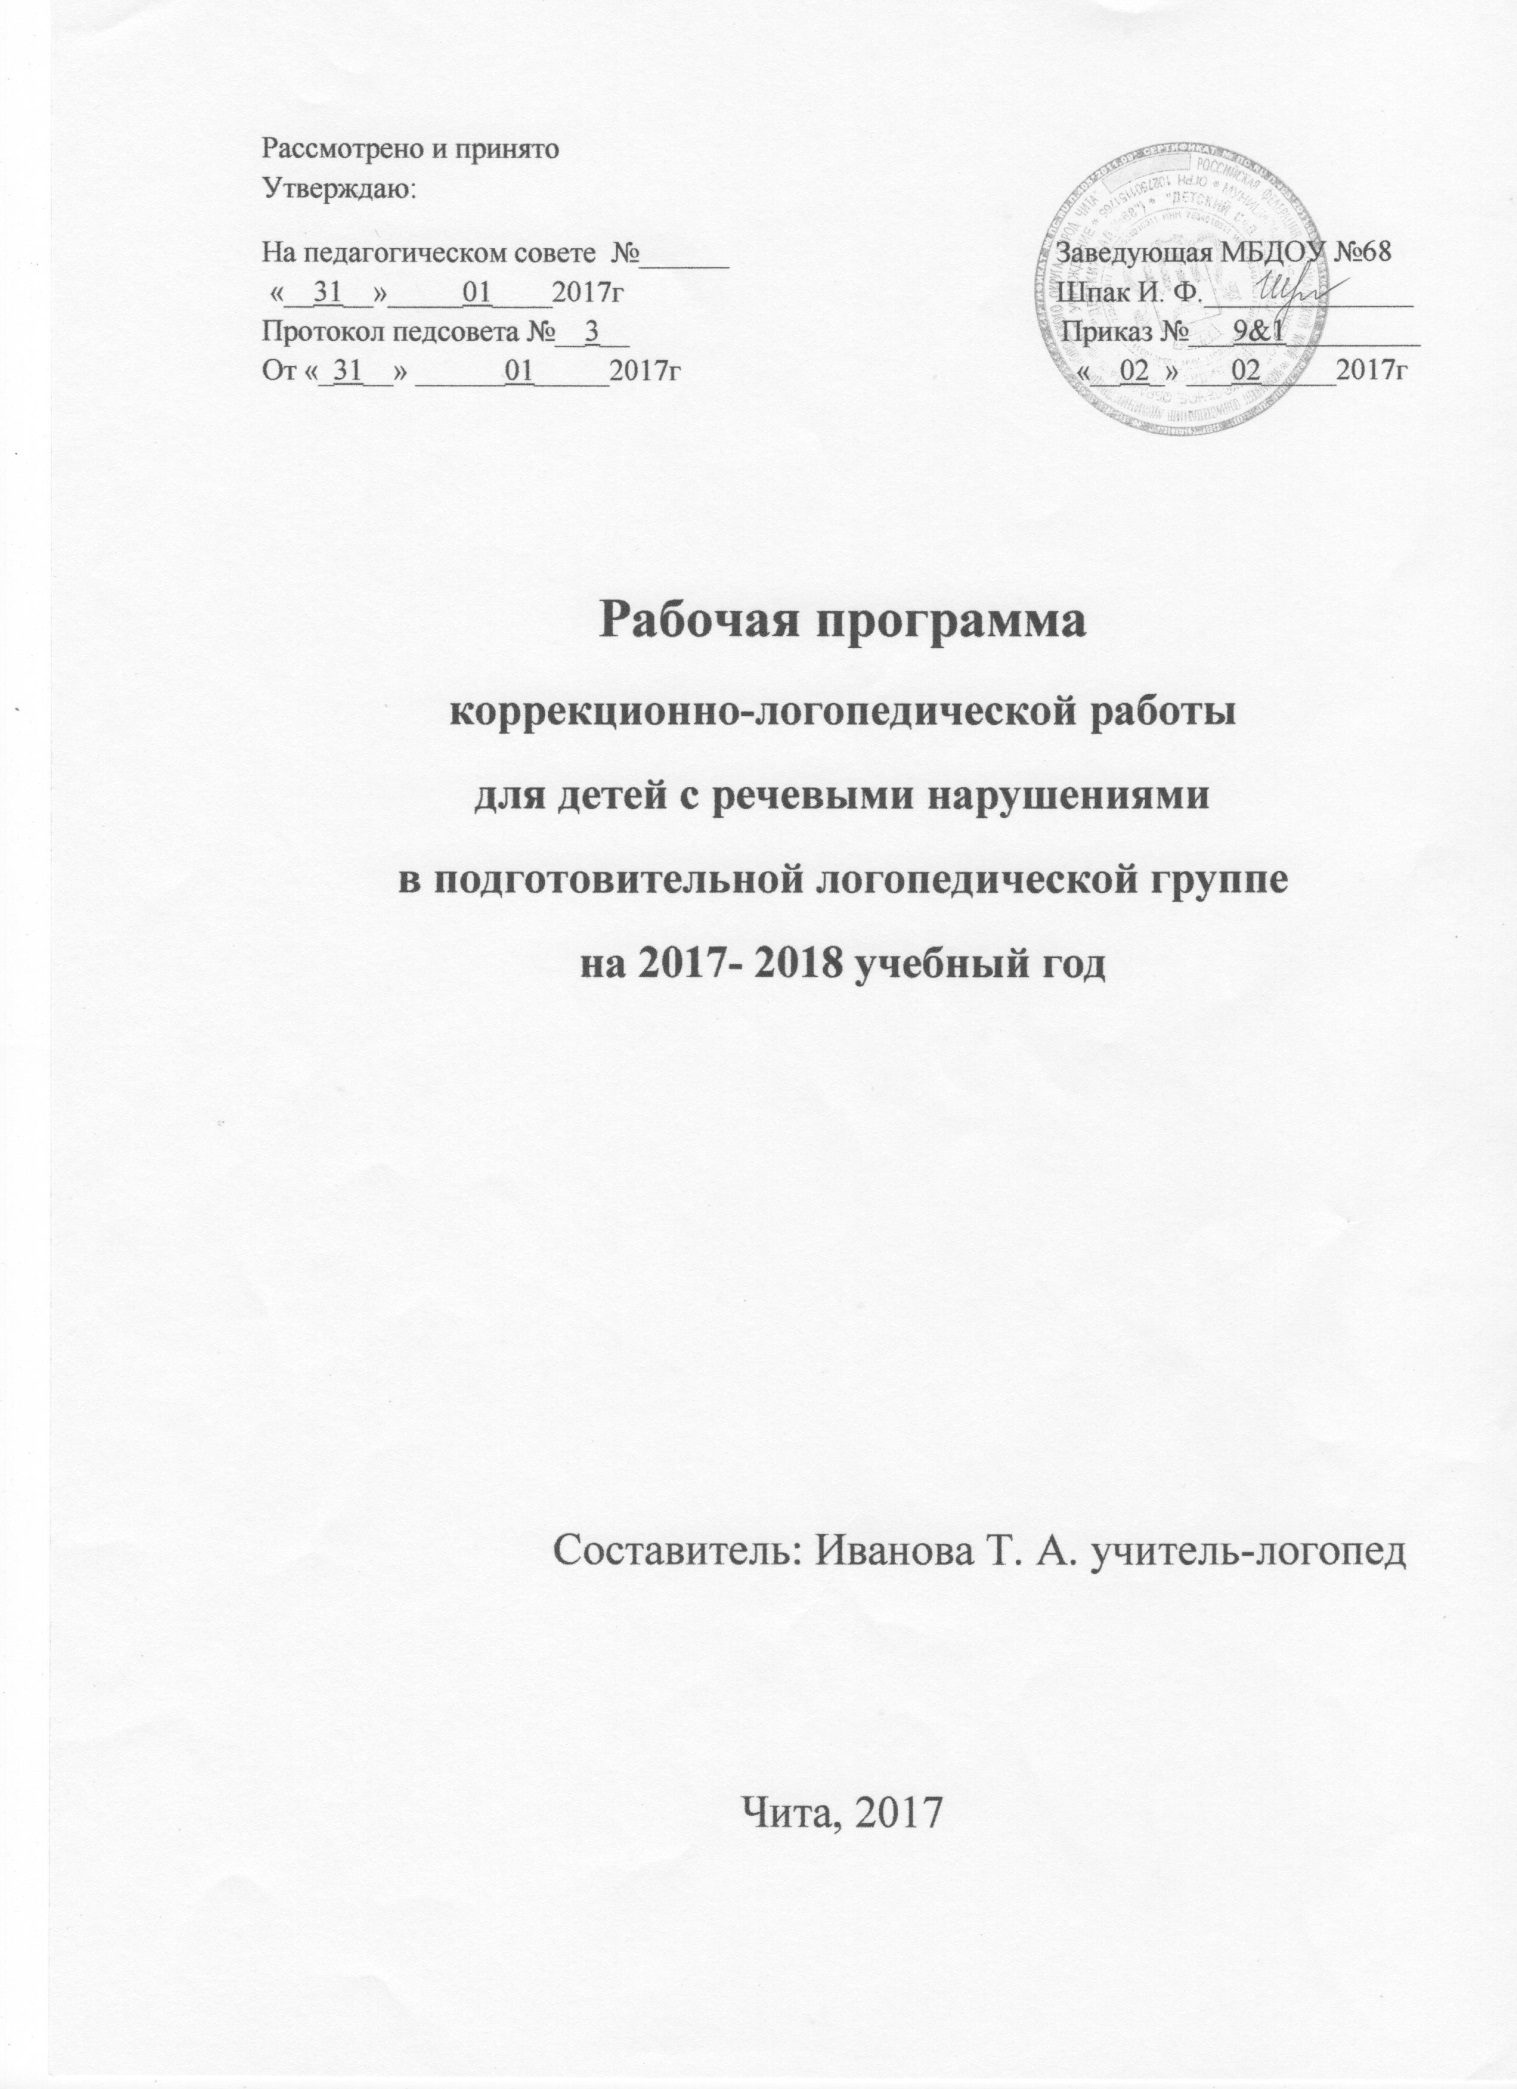 Рассмотрено и принято
Утверждаю:
На педагогическом совете №______
«__31__»_____01____2017г
Протокол педсовета №__3__
От «_31__» ______01_____2017г
Заведующая МБДОУ №68
Шпак И. Ф.______________
Приказ №___9&1_________
«__02_» ___02_____2017г
Рабочая программа
коррекционно-логопедической работы
для детей с речевыми нарушениями
в подготовительной логопедической группе
на 2017- 2018 учебный год
Составитель: Иванова Т. А. учитель-логопед
Чита, 2017